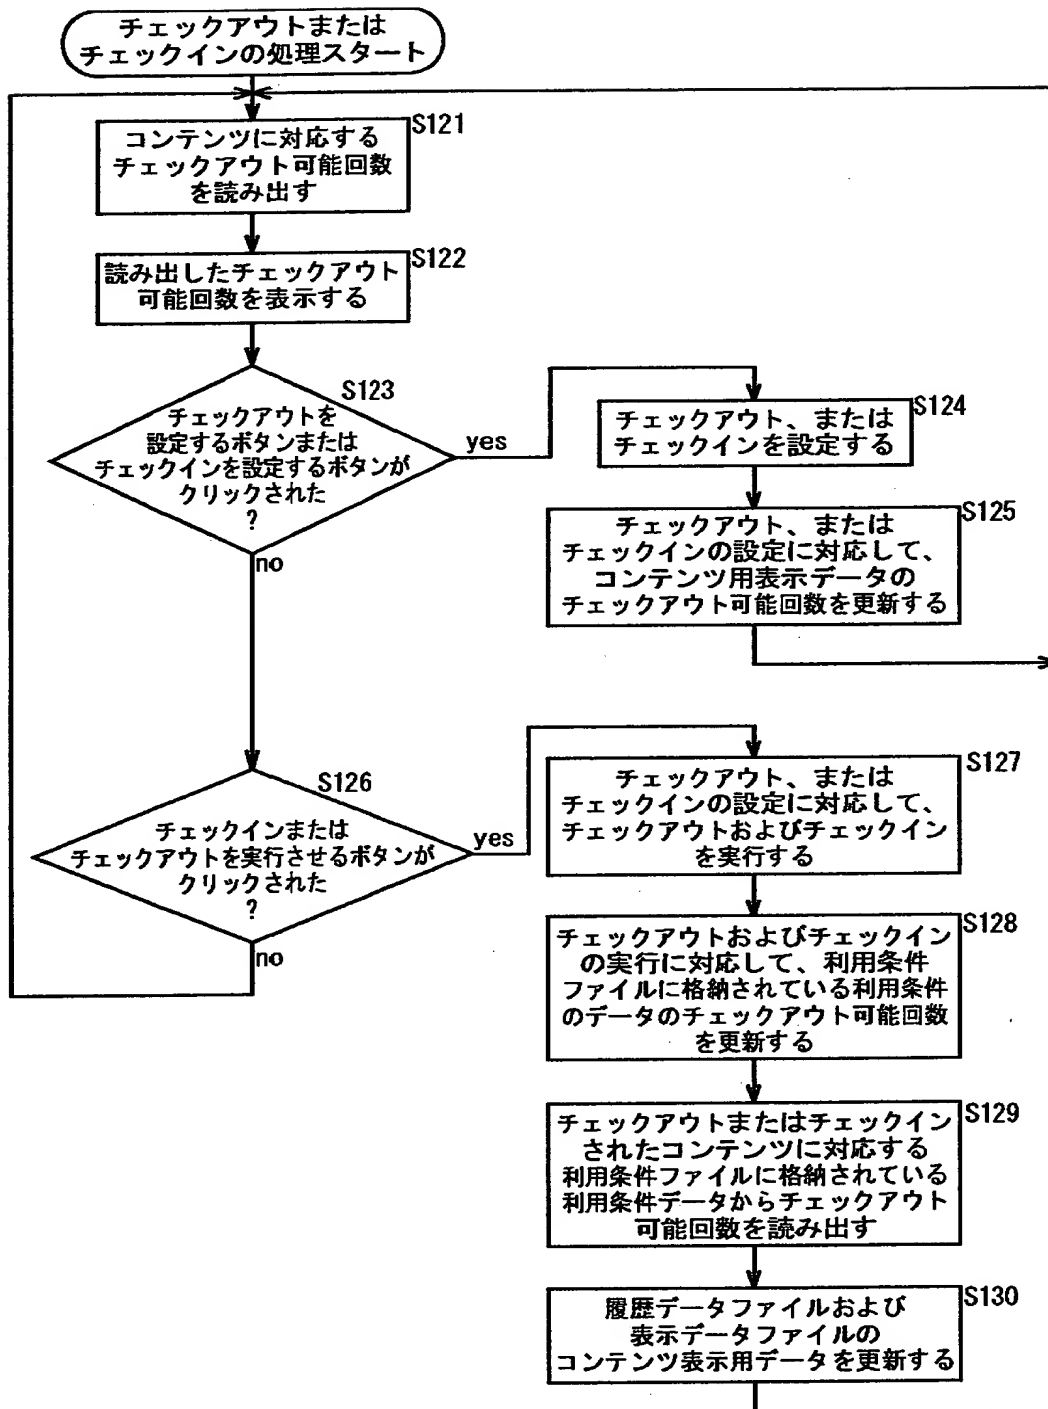 チェックアウトまたは
チェックインの処理スタート
S121
コンテンツに対応する
チェックアウト可能回数
を読み出す
S122
読み出したチェックアウト
可能回数を表示する
S123
チェックアウトを
設定するボタンまたは
チェックインを設定するボタンが
クリックされた
?
yes
no
S124
チェックアウト、または
チェックインを設定する
S125
チェックアウト、または
チェックインの設定に対応して、
コンテンツ用表示データの
チェックアウト可能回数を更新する
S126
チェックインまたは
チェックアウトを実行させるボタンが
クリックされた
?
yes
no
S127
チェックアウト、または
チェックインの設定に対応して、
チェックアウトおよびチェックイン
を実行する
S128
チェックアウトおよびチェックイン
の実行に対応して、利用条件
ファイルに格納されている利用条件
のデータのチェックアウト可能回数
を更新する
S129
チェックアウトまたはチェックイン
されたコンテンツに対応する
利用条件ファイルに格納されている
利用条件データからチェックアウト
可能回数を読み出す
S130
履歴データファイルおよび
表示データファイルの
コンテンツ表示用データを更新する